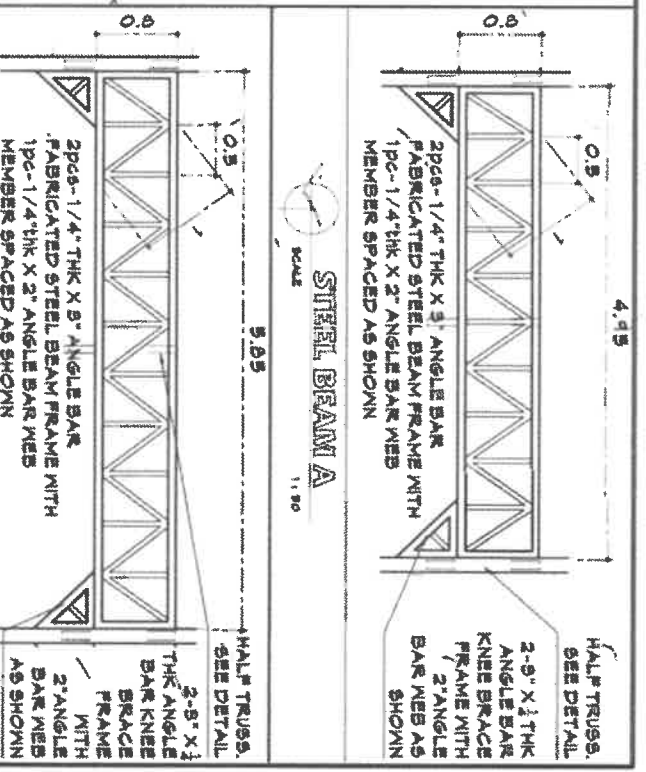 4.95
0.8
0.5
1
HALF TRUSS.
SEE DETAIL
2-3" X ¼ THK
ANGLE BAR
KNEE BRACE
FRAME WITH
2" ANGLE
BAR WEB AS
SHOWN
2pcs-1/4" THK X 3" ANGLE BAR
FABRICATED STEEL BEAM FRAME WITH
1pc-1/4"thk X 2" ANGLE BAR WEB
MEMBER SPACED AS SHOWN
STEEL BEAM A
SCALE
5.85
0.8
0.5
1
HALF TRUSS.
SEE DETAIL
2-3" X ¼
THK ANGLE
BAR KNEE
BRACE
FRAME
WITH
2" ANGLE
BAR WEB
AS SHOWN
2pcs-1/4" THK X 3" ANGLE BAR
FABRICATED STEEL BEAM FRAME WITH
1pc-1/4"thk X 2" ANGLE BAR WEB
MEMBER SPACED AS SHOWN